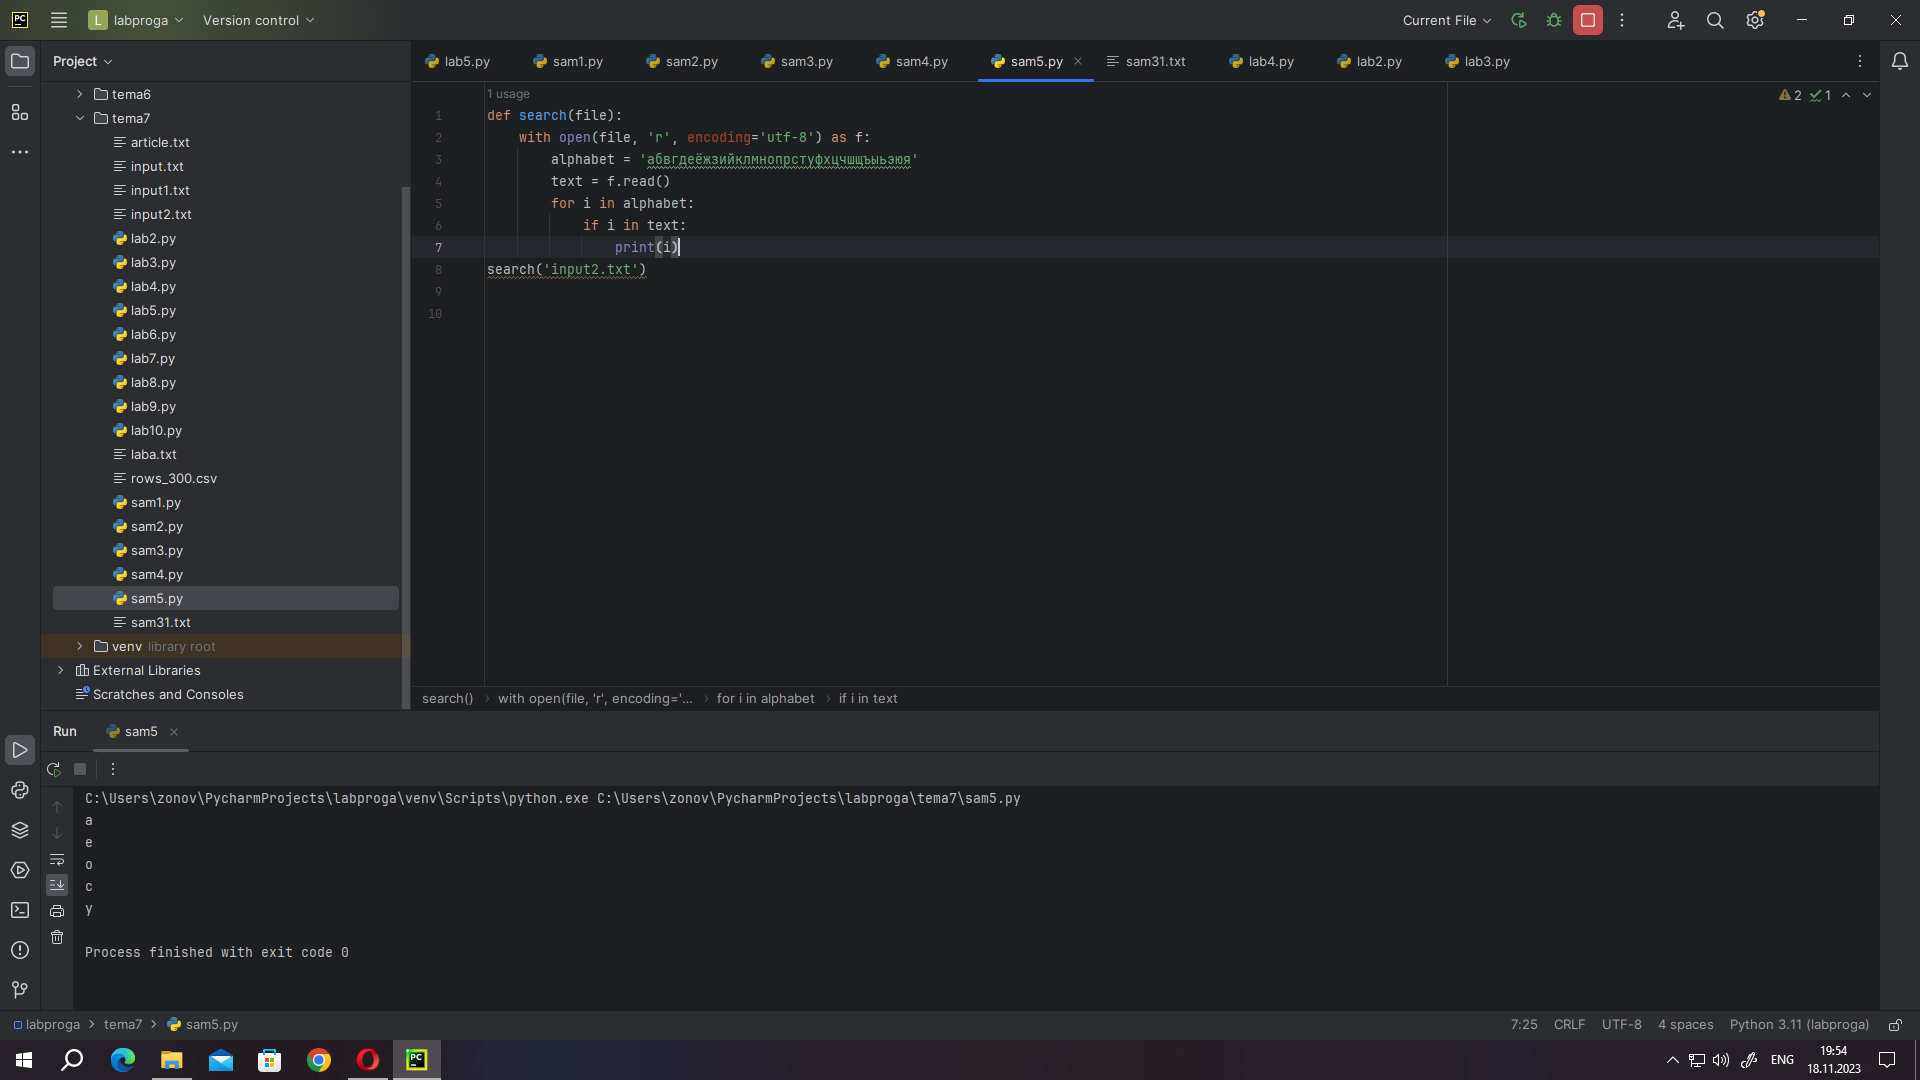 L labproga Version control Current File
Project
lab5.py sam1.py sam2.py sam3.py sam4.py sam5.py sam31.txt lab4.py lab2.py lab3.py
tema6
tema7
article.txt
input.txt
input1.txt
input2.txt
lab2.py
lab3.py
lab4.py
lab5.py
lab6.py
lab7.py
lab8.py
lab9.py
lab10.py
laba.txt
rows_300.csv
sam1.py
sam2.py
sam3.py
sam4.py
sam5.py
sam31.txt
venv library root
External Libraries
Scratches and Consoles
1 usage
2 1
1 def search(file):
2 with open(file, 'r', encoding='utf-8') as f:
3 alphabet = 'абвгдеёжзийклмнопрстуфхцчшщъыьэюя'
4 text = f.read()
5 for i in alphabet:
6 if i in text:
7 print(i)
8 search('input2.txt')
9
10
search() with open(file, 'r', encoding='... for i in alphabet if i in text
Run sam5
C:\Users\zonov\PycharmProjects\labproga\venv\Scripts\python.exe C:\Users\zonov\PycharmProjects\labproga\tema7\sam5.py
а
е
о
с
у
Process finished with exit code 0
labproga tema7 sam5.py 7:25 CRLF UTF-8 4 spaces Python 3.11 (labproga)
PC ENG 19:54
18.11.2023